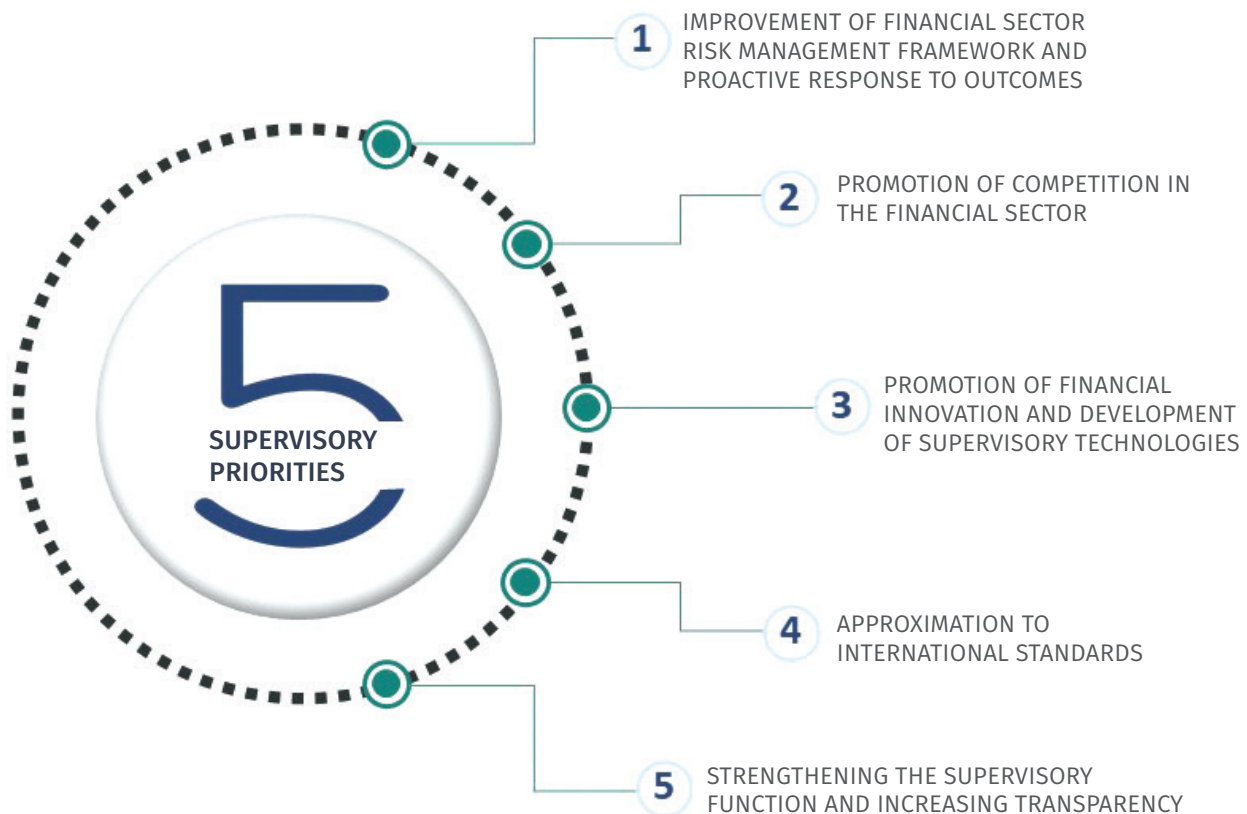 5
SUPERVISORY
PRIORITIES
1
IMPROVEMENT OF FINANCIAL SECTOR
RISK MANAGEMENT FRAMEWORK AND
PROACTIVE RESPONSE TO OUTCOMES
2
PROMOTION OF COMPETITION IN
THE FINANCIAL SECTOR
3
PROMOTION OF FINANCIAL
INNOVATION AND DEVELOPMENT
OF SUPERVISORY TECHNOLOGIES
4
APPROXIMATION TO
INTERNATIONAL STANDARDS
5
STRENGTHENING THE SUPERVISORY
FUNCTION AND INCREASING TRANSPARENCY